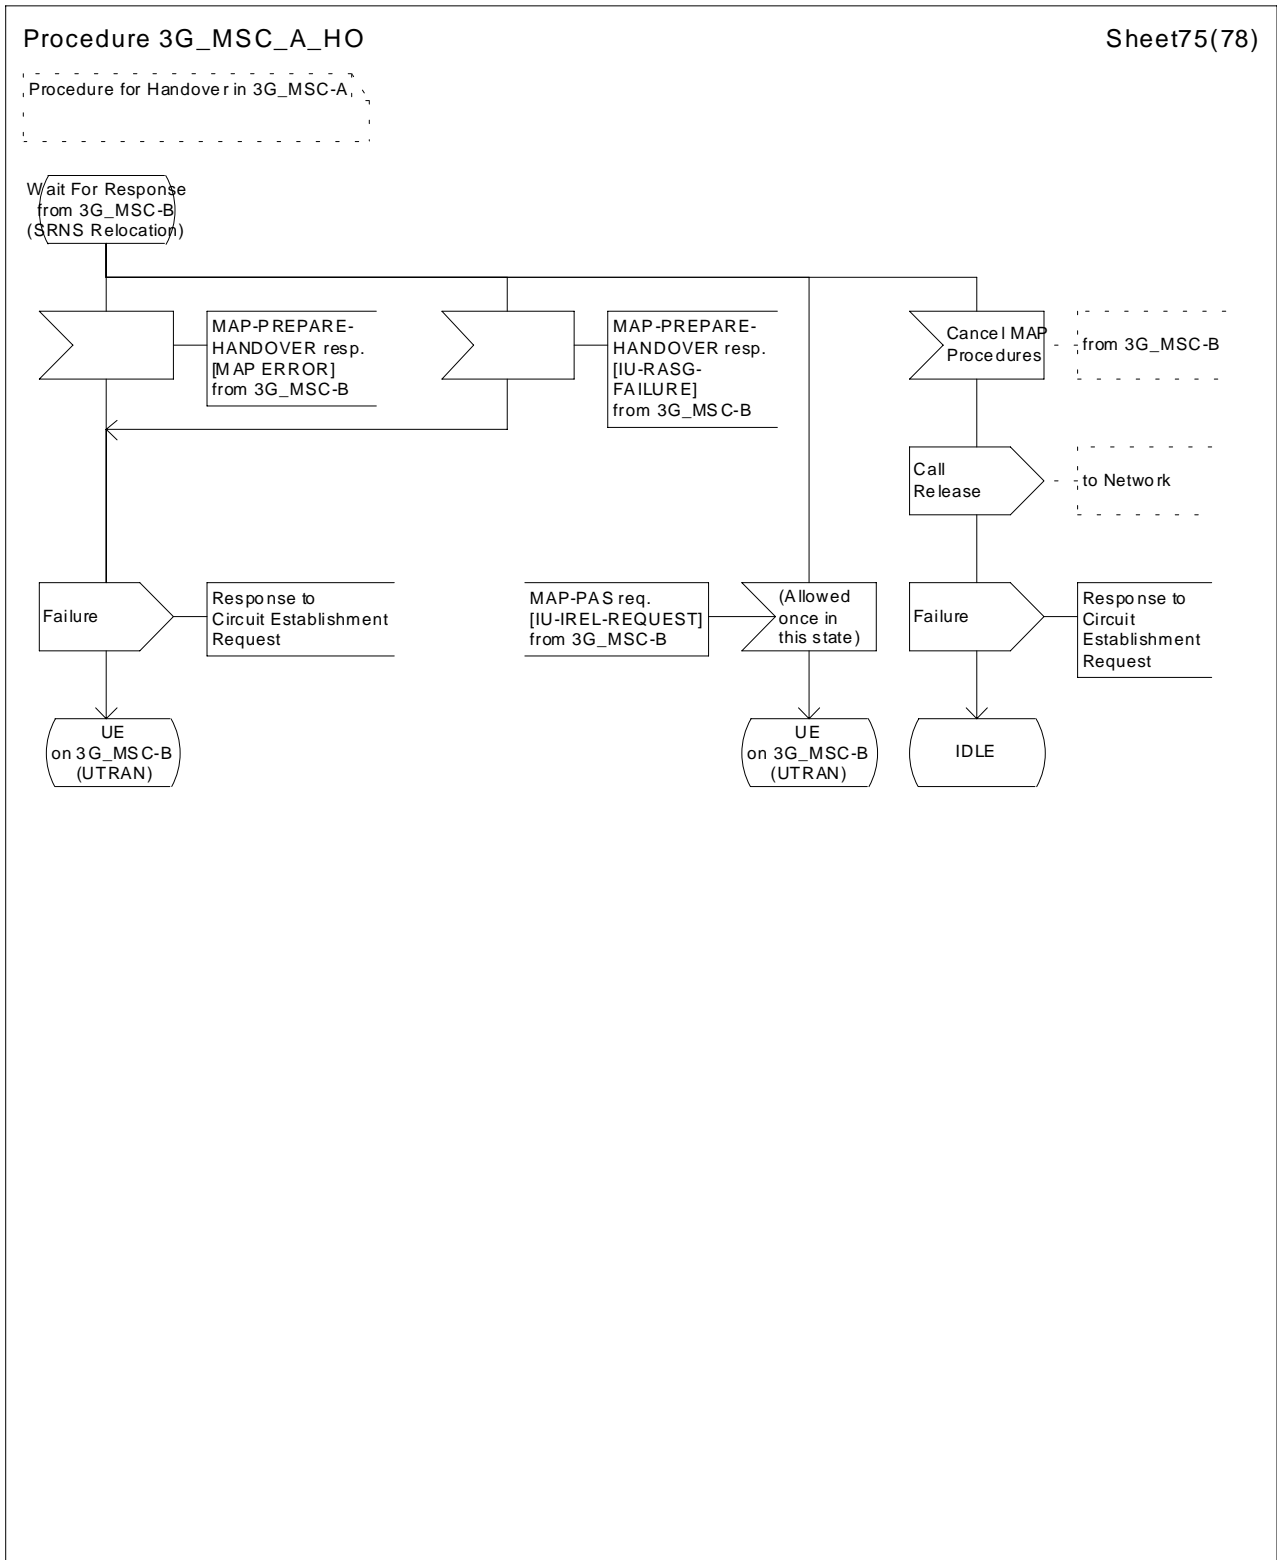 Procedure 3G_MSC_A_HO
Sheet75(78)
Procedure for Handover in 3G_MSC-A
Wait For Response
from 3G_MSC-B
(SRNS Relocation)
MAP-PREPARE-
HANDOVER resp.
[MAP ERROR]
from 3G_MSC-B
MAP-PREPARE-
HANDOVER resp.
[IU-RASG-
FAILURE]
from 3G_MSC-B
Cancel MAP
Procedures
from 3G_MSC-B
Call
Release
to Network
Failure
Response to
Circuit Establishment
Request
MAP-PAS req.
[IU-IREL-REQUEST]
from 3G_MSC-B
(Allowed
once in
this state)
Failure
Response to
Circuit
Establishment
Request
UE
on 3G_MSC-B
(UTRAN)
UE
on 3G_MSC-B
(UTRAN)
IDLE